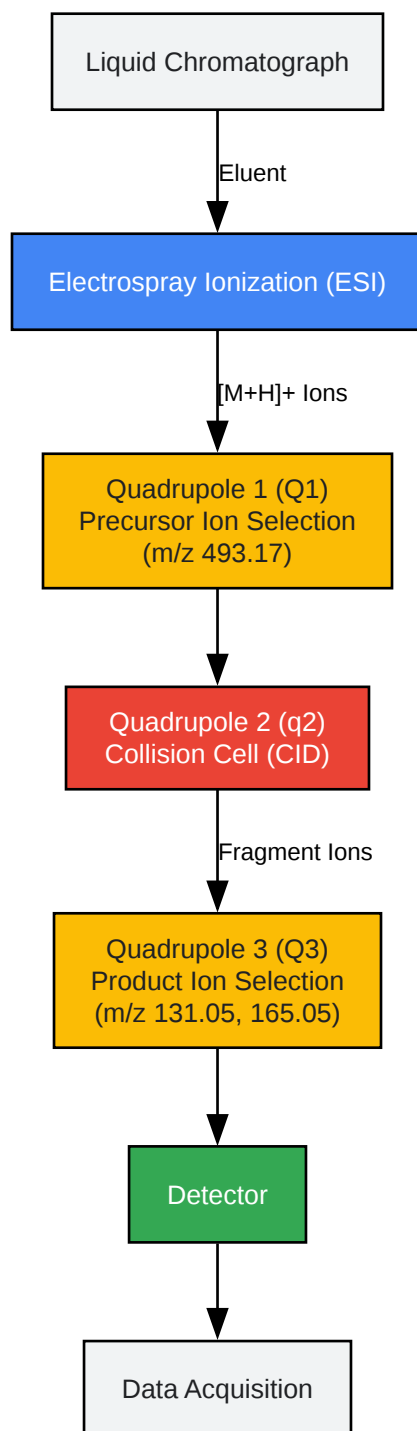 Liquid Chromatograph
Eluent
Electrospray Ionization (ESI)
[M+H]+ Ions
Quadrupole 1 (Q1)
Precursor Ion Selection
(m/z 493.17)
Quadrupole 2 (q2)
Collision Cell (CID)
Fragment Ions
Quadrupole 3 (Q3)
Product Ion Selection
(m/z 131.05, 165.05)
Detector
Data Acquisition